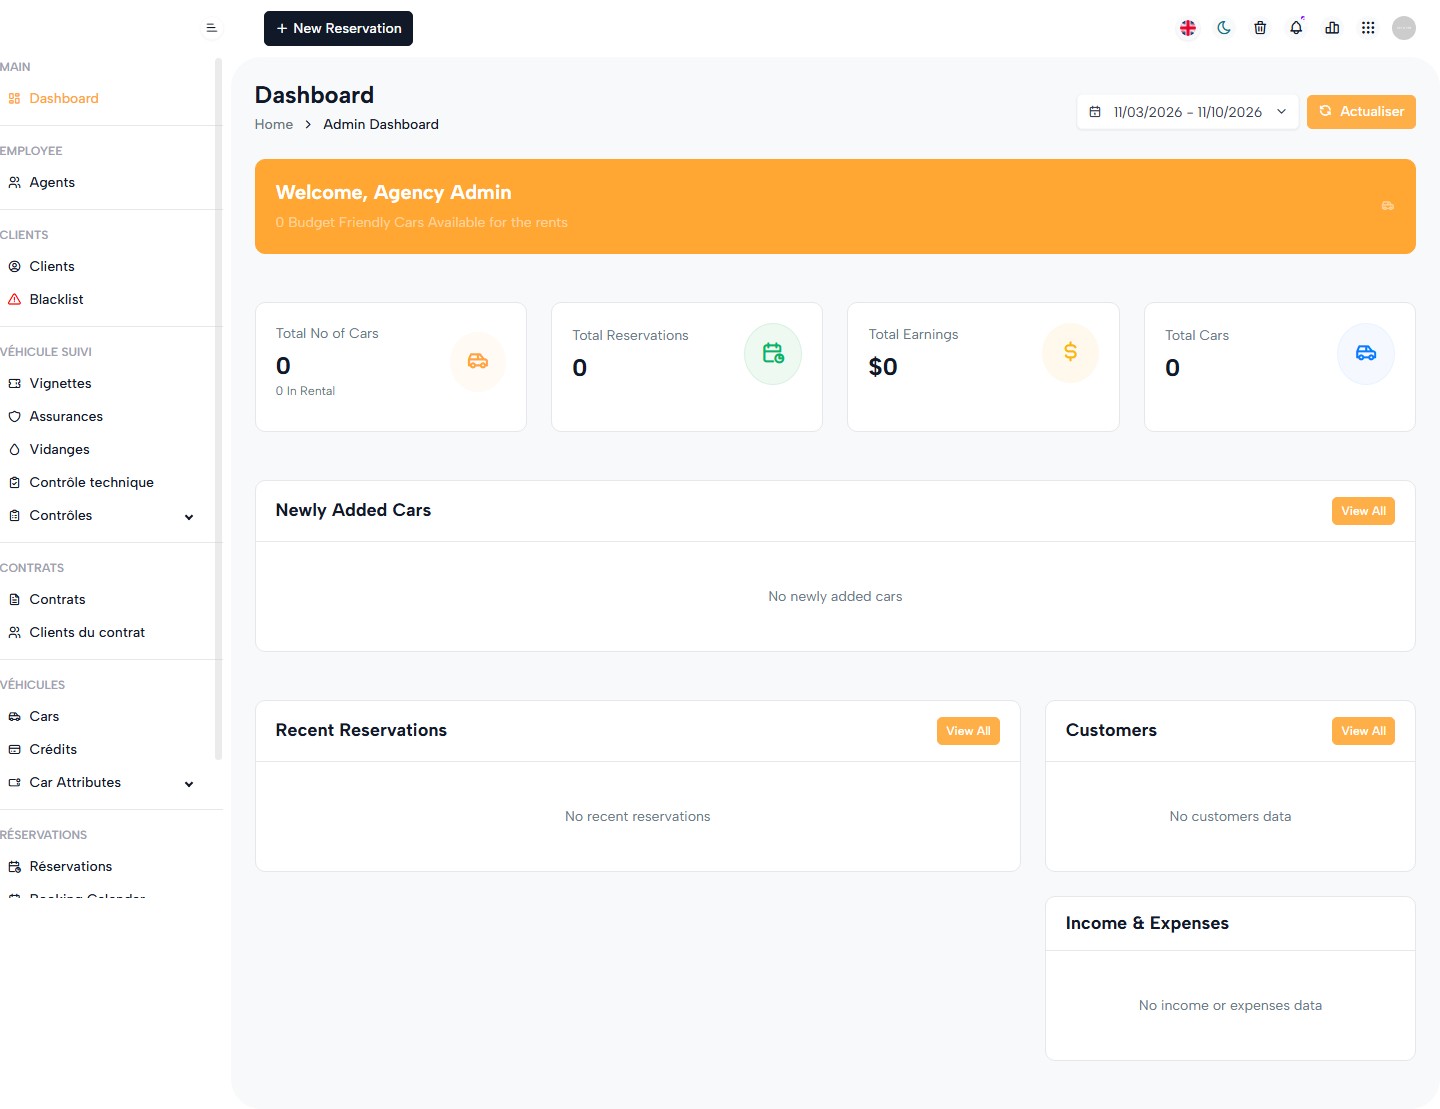 New Reservation
MAIN
Dashboard
EMPLOYEE
Agents
CLIENTS
Clients
Blacklist
VÉHICULE SUIVI
Vignettes
Assurances
Vidanges
Contrôle technique
Contrôles
CONTRATS
Contrats
Clients du contrat
VÉHICULES
Cars
Crédits
Car Attributes
RÉSERVATIONS
Réservations
Booking Calendar
Dashboard
Home > Admin Dashboard
11/03/2026 - 11/10/2026
Actualiser
Welcome, Agency Admin
0 Budget Friendly Cars Available for the rents
Total No of Cars
0
0 In Rental
Total Reservations
0
Total Earnings
$0
Total Cars
0
Newly Added Cars
View All
No newly added cars
Recent Reservations
View All
No recent reservations
Customers
View All
No customers data
Income & Expenses
No income or expenses data